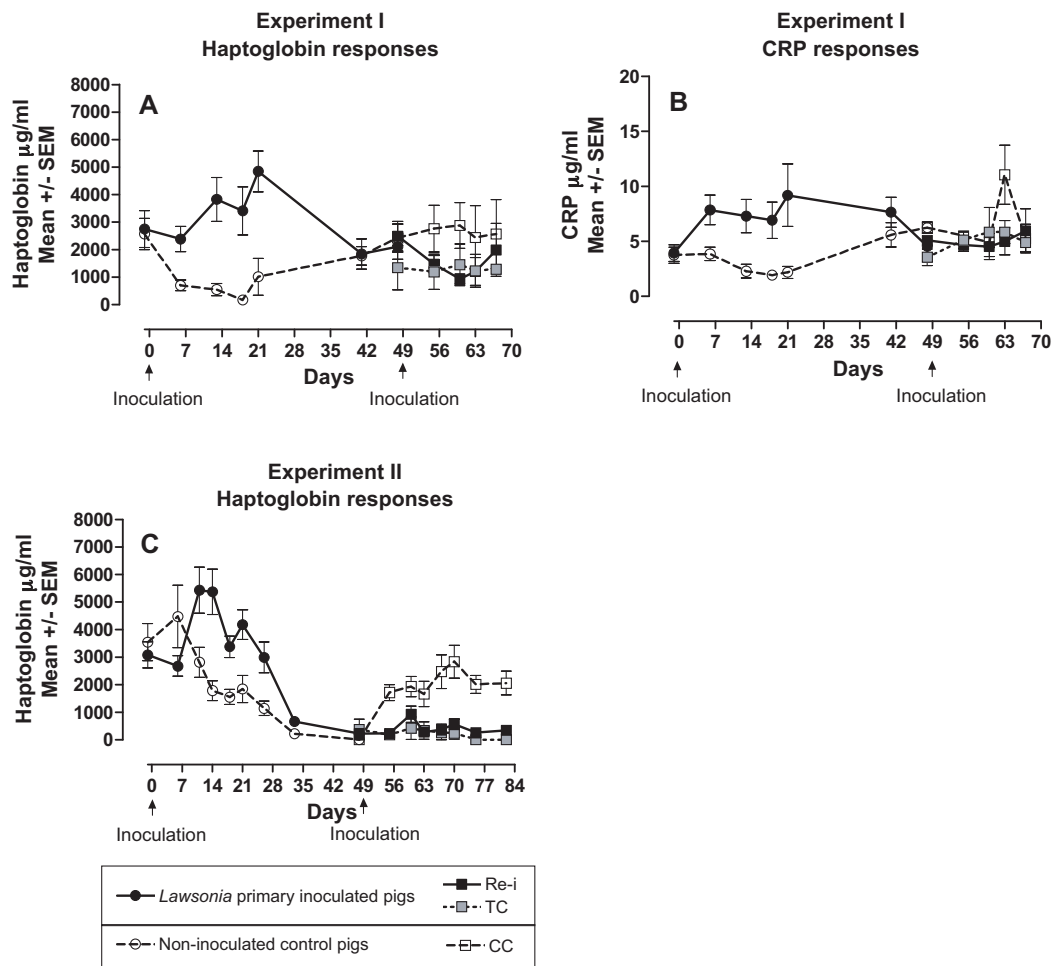 Experiment I
Haptoglobin responses
A
Haptoglobin μg/ml
Mean +/- SEM
8000
7000
6000
5000
4000
3000
2000
1000
0
0 7 14 21 28 35 42 49 56 63 70
Days
Inoculation Inoculation
Experiment I
CRP responses
B
CRP μg/ml
Mean +/- SEM
20
15
10
5
0
0 7 14 21 28 35 42 49 56 63 70
Days
Inoculation Inoculation
Experiment II
Haptoglobin responses
C
Haptoglobin μg/ml
Mean +/- SEM
8000
7000
6000
5000
4000
3000
2000
1000
0
0 7 14 21 28 35 42 49 56 63 70 77 84
Days
Inoculation Inoculation
Lawsonia primary inoculated pigs
Re-i
TC
Non-inoculated control pigs
CC